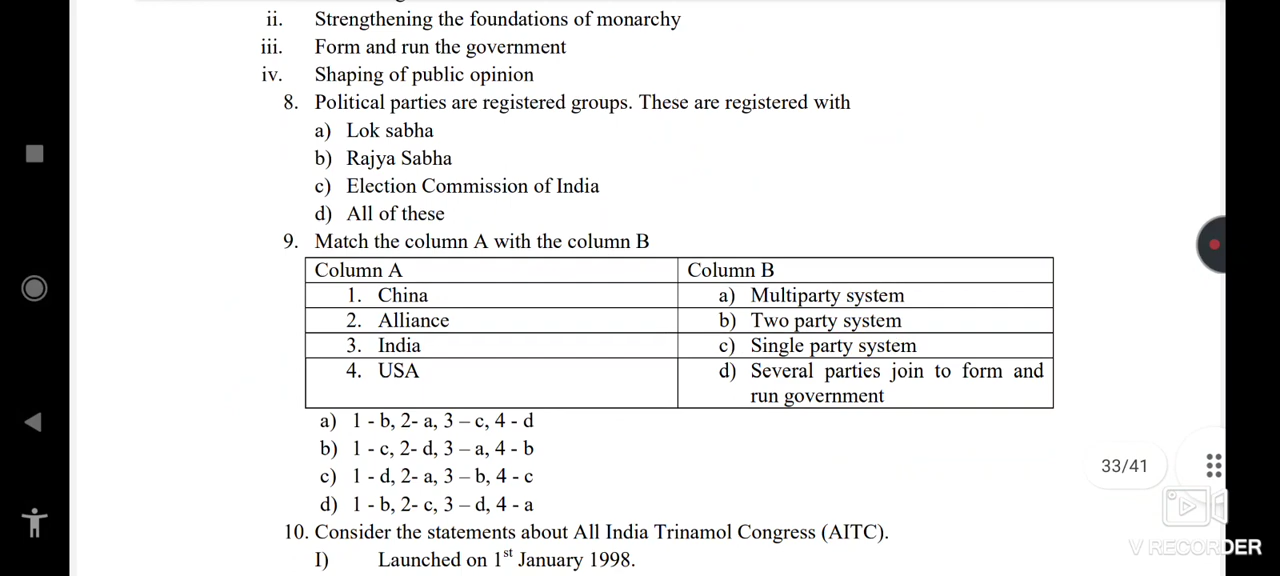 ii. Strengthening the foundations of monarchy
iii. Form and run the government
iv. Shaping of public opinion
8. Political parties are registered groups. These are registered with
a) Lok sabha
b) Rajya Sabha
c) Election Commission of India
d) All of these
9. Match the column A with the column B
Column A Column B
1. China a) Multiparty system
2. Alliance b) Two party system
3. India c) Single party system
4. USA d) Several parties join to form and
run government
a) 1 - b, 2- a, 3 – c, 4 - d
b) 1 - c, 2- d, 3 – a, 4 - b
c) 1 - d, 2- a, 3 – b, 4 - c
d) 1 - b, 2- c, 3 – d, 4 - a
33/41
10. Consider the statements about All India Trinamol Congress (AITC).
I) Launched on 1st January 1998.
V RECORDER